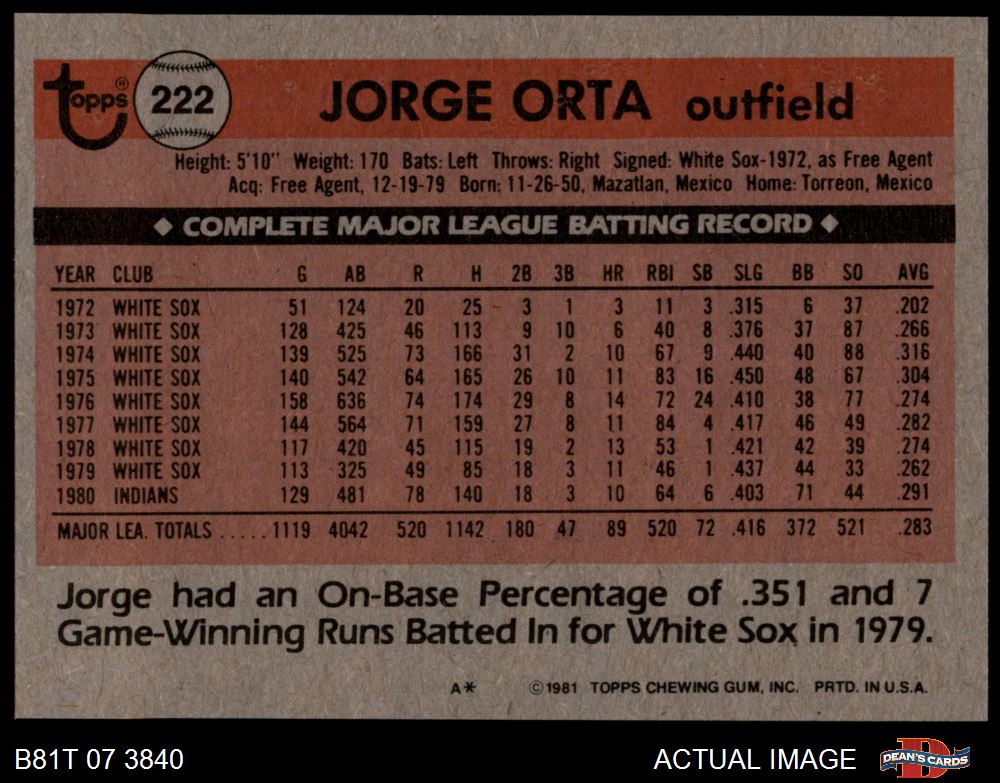 Topps® 222 JORGE ORTA outfield
Height: 5'10" Weight: 170 Bats: Left Throws: Right Signed: White Sox-1972, as Free Agent
Acq: Free Agent, 12-19-79 Born: 11-26-50, Mazatlan, Mexico Home: Torreon, Mexico
◆ COMPLETE MAJOR LEAGUE BATTING RECORD ◆
YEAR CLUB G AB R H 2B 3B HR RBI SB SLG BB SO AVG
1972 WHITE SOX 51 124 20 25 3 1 3 11 3 .315 6 37 .202
1973 WHITE SOX 128 425 46 113 9 10 6 40 8 .376 37 87 .266
1974 WHITE SOX 139 525 73 166 31 2 10 67 9 .440 40 88 .316
1975 WHITE SOX 140 542 64 165 26 10 11 83 16 .450 48 67 .304
1976 WHITE SOX 158 636 74 174 29 8 14 72 24 .410 38 77 .274
1977 WHITE SOX 144 564 71 159 27 8 11 84 4 .417 46 49 .282
1978 WHITE SOX 117 420 45 115 19 2 13 53 1 .421 42 39 .274
1979 WHITE SOX 113 325 49 85 18 3 11 46 1 .437 44 33 .262
1980 INDIANS 129 481 78 140 18 3 10 64 6 .403 71 44 .291
MAJOR LEA. TOTALS ..... 1119 4042 520 1142 180 47 89 520 72 .416 372 521 .283
Jorge had an On-Base Percentage of .351 and 7
Game-Winning Runs Batted In for White Sox in 1979.
A* ©1981 TOPPS CHEWING GUM, INC. PRTD. IN U.S.A.
B81T 07 3840 ACTUAL IMAGE DEAN'S CARDS